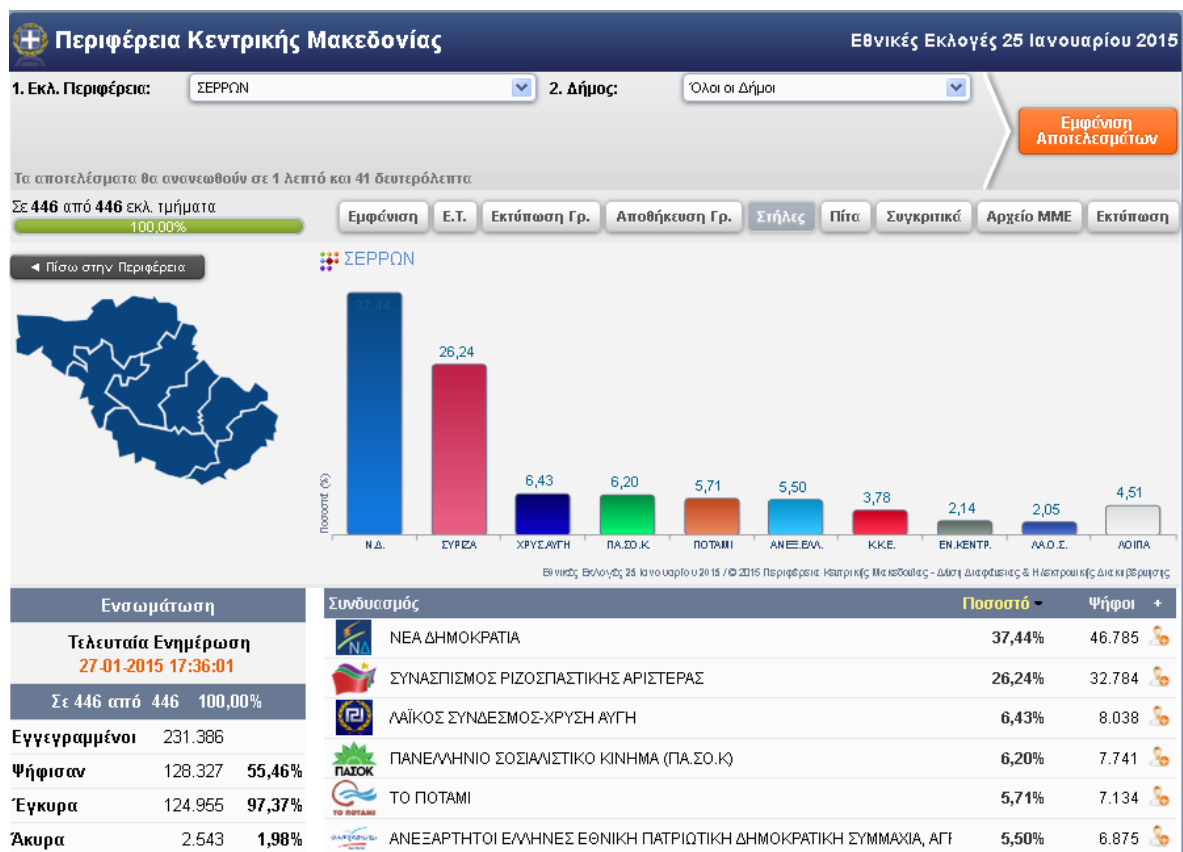 Περιφέρεια Κεντρικής Μακεδονίας
Εθνικές Εκλογές 25 Ιανουαρίου 2015
1. Εκλ. Περιφέρεια: ΣΕΡΡΩΝ 2. Δήμος: Όλοι οι Δήμοι
Εμφάνιση
Αποτελεσμάτων
Τα αποτελέσματα θα ανανεωθούν σε 1 λεπτό και 41 δευτερόλεπτα
Σε 446 από 446 εκλ. τμήματα
100,00%
Εμφάνιση Ε.Τ. Εκτύπωση Γρ. Αποθήκευση Γρ. Στήλες Πίτα Συγκριτικά Αρχείο ΜΜΕ Εκτύπωση
◄ Πίσω στην Περιφέρεια
ΣΕΡΡΩΝ
37,44
26,24
6,43
6,20
5,71
5,50
3,78
2,14
2,05
4,51
Ποσοστό (%)
Ν.Δ. ΣΥΡΙΖΑ ΧΡΥΣ.ΑΥΓΗ ΠΑ.ΣΟ.Κ. ΠΟΤΑΜΙ ΑΝΕΞ.ΕΛΛ. Κ.Κ.Ε. ΕΝ.ΚΕΝΤΡ. ΛΑ.Ο.Σ. ΛΟΙΠΑ
Εθνικές Εκλογές 25 Ιανουαρίου 2015 / © 2015 Περιφέρεια Κεντρικής Μακεδονίας - Δ/νση Διαφάνειας & Ηλεκτρονικής Διακυβέρνησης
Ενσωμάτωση
Τελευταία Ενημέρωση
27-01-2015 17:36:01
Σε 446 από 446 100,00%
Εγγεγραμμένοι 231.386
Ψήφισαν 128.327 55,46%
Έγκυρα 124.955 97,37%
Άκυρα 2.543 1,98%
Συνδυασμός Ποσοστό Ψήφοι +
ΝΔ ΝΕΑ ΔΗΜΟΚΡΑΤΙΑ 37,44% 46.785
ΣΥΝΑΣΠΙΣΜΟΣ ΡΙΖΟΣΠΑΣΤΙΚΗΣ ΑΡΙΣΤΕΡΑΣ 26,24% 32.784
ΛΑΪΚΟΣ ΣΥΝΔΕΣΜΟΣ-ΧΡΥΣΗ ΑΥΓΗ 6,43% 8.038
ΠΑΣΟΚ ΠΑΝΕΛΛΗΝΙΟ ΣΟΣΙΑΛΙΣΤΙΚΟ ΚΙΝΗΜΑ (ΠΑ.ΣΟ.Κ) 6,20% 7.741
ΤΟ ΠΟΤΑΜΙ ΤΟ ΠΟΤΑΜΙ 5,71% 7.134
ΑΝΕΞΑΡΤΗΤΟΙ ΕΛΛΗΝΕΣ ΕΘΝΙΚΗ ΠΑΤΡΙΩΤΙΚΗ ΔΗΜΟΚΡΑΤΙΚΗ ΣΥΜΜΑΧΙΑ, ΑΓΡ 5,50% 6.875